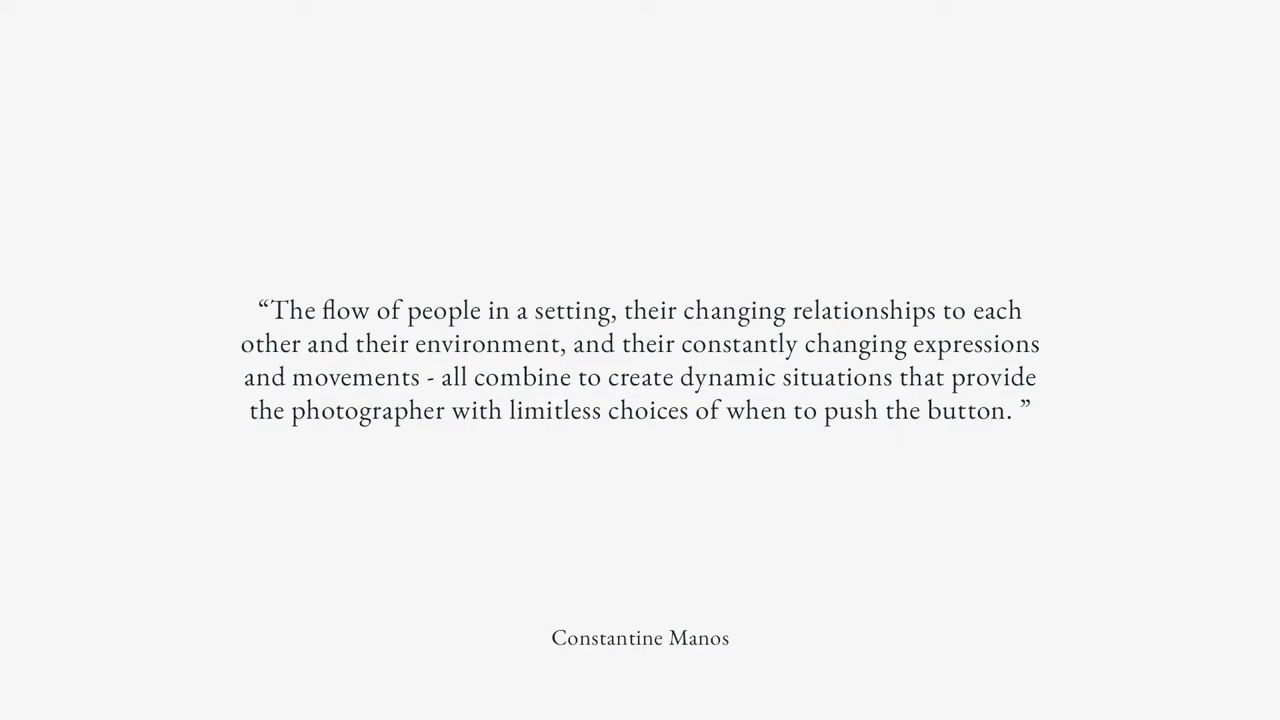 “The flow of people in a setting, their changing relationships to each
other and their environment, and their constantly changing expressions
and movements - all combine to create dynamic situations that provide
the photographer with limitless choices of when to push the button. ”
Constantine Manos